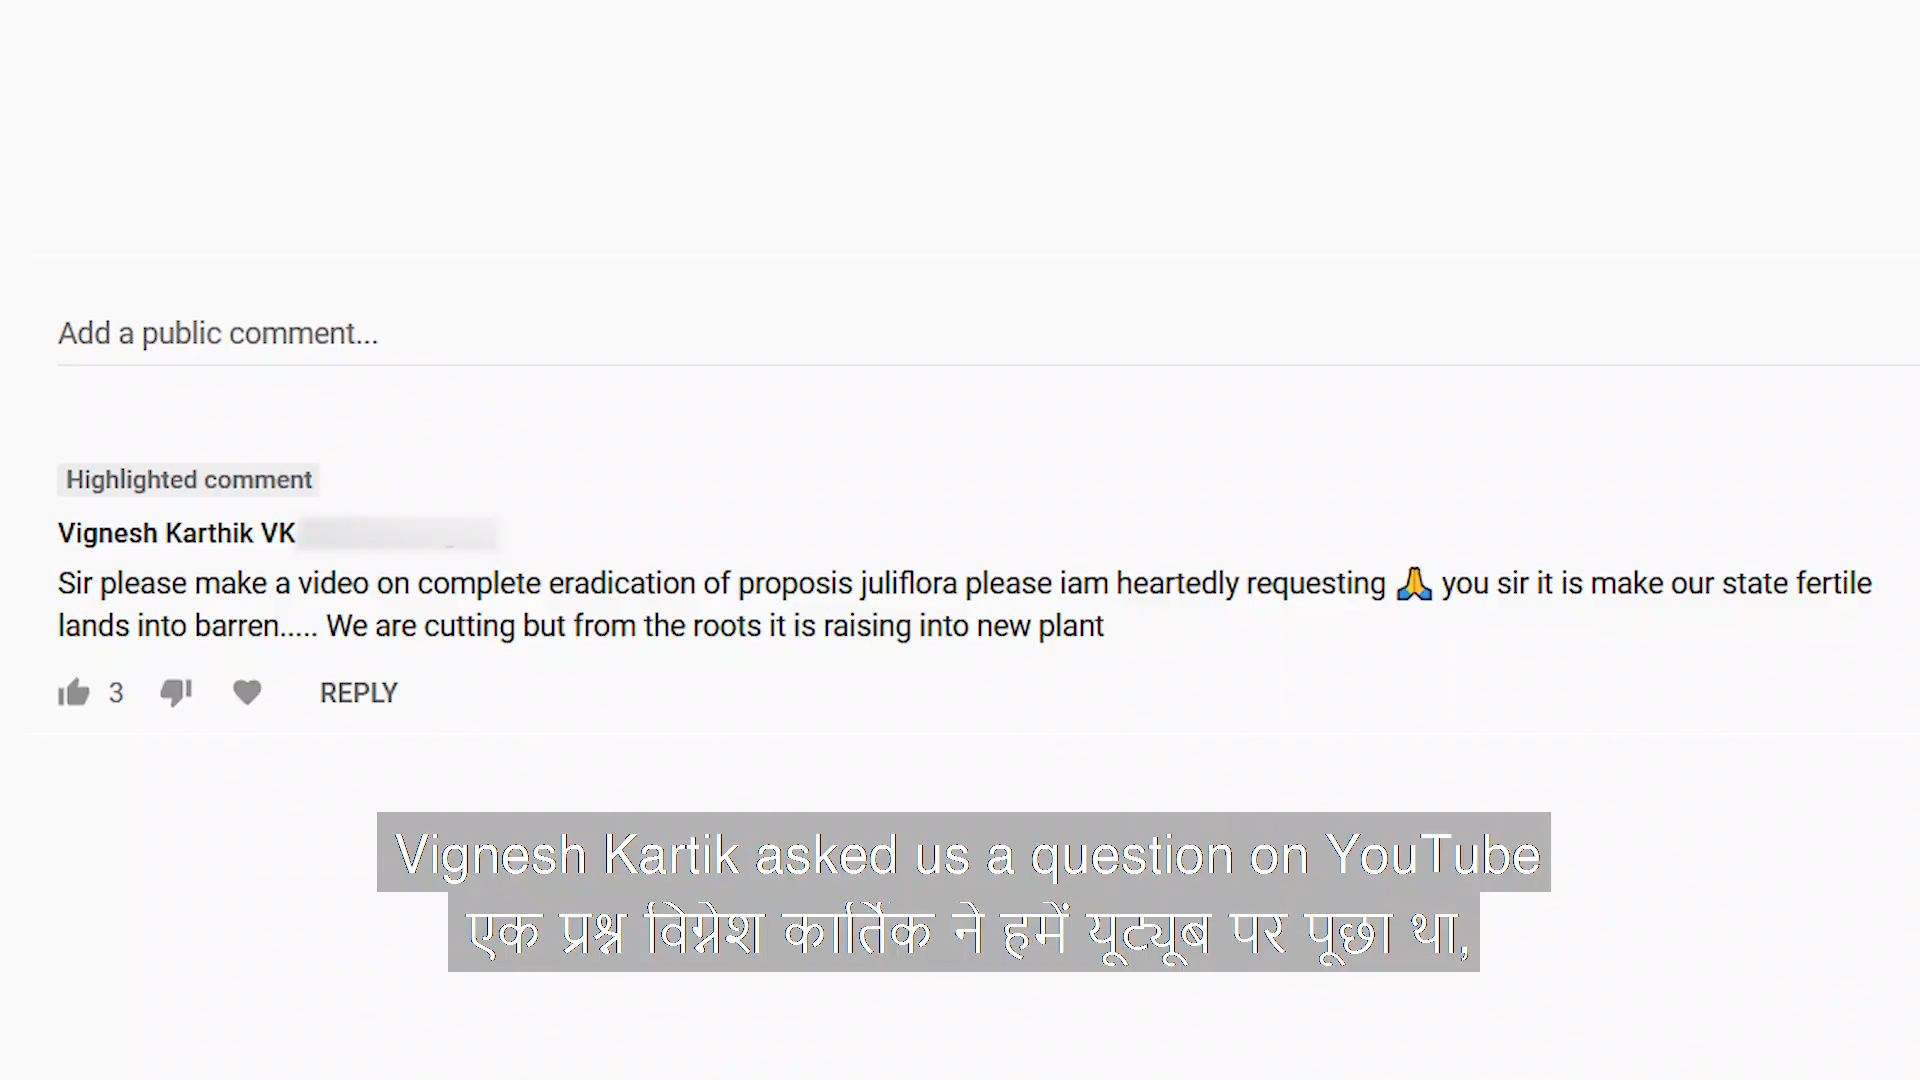 Add a public comment...
Highlighted comment
Vignesh Karthik VK
Sir please make a video on complete eradication of proposis juliflora please iam heartedly requesting 🙏 you sir it is make our state fertile
lands into barren..... We are cutting but from the roots it is raising into new plant
3 REPLY
Vignesh Kartik asked us a question on YouTube
एक प्रश्न विग्नेश कार्तिक ने हमें यूट्यूब पर पूछा था,